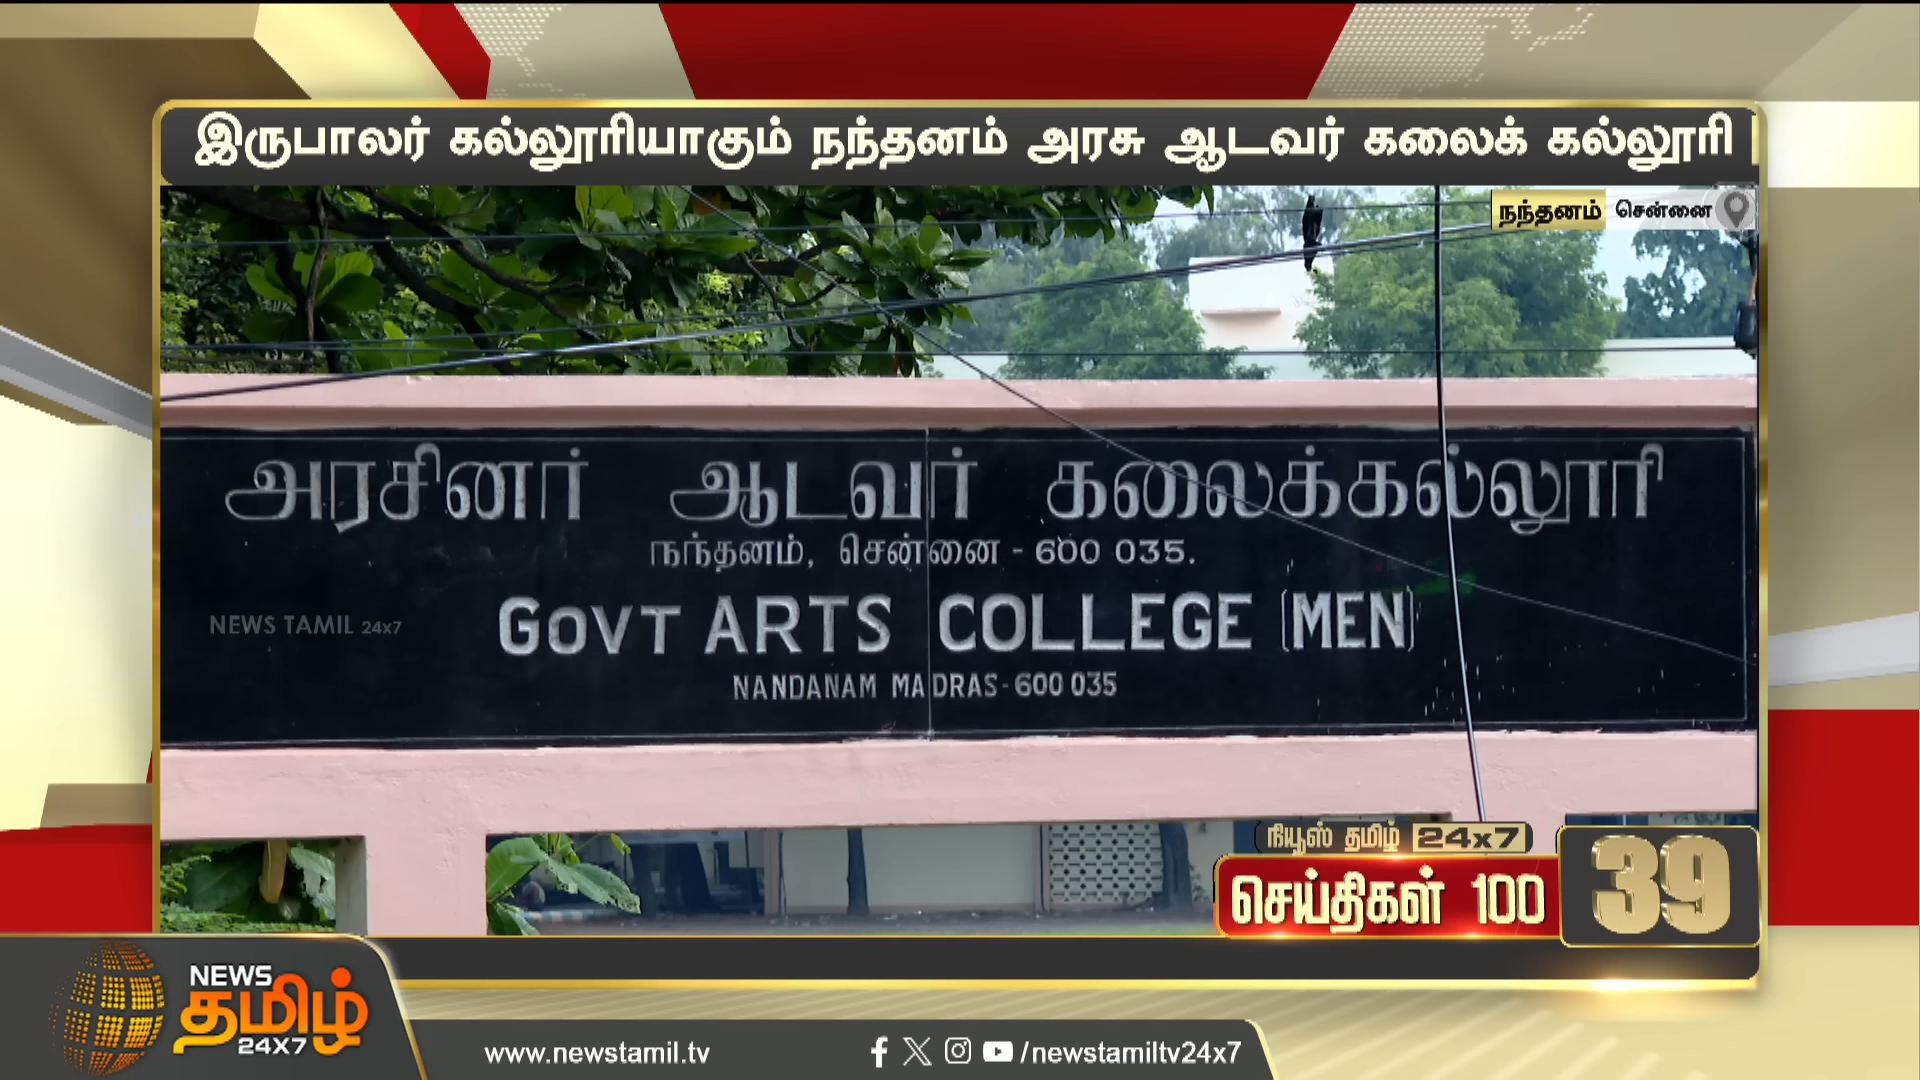 இருபாலர் கல்லூரியாகும் நந்தனம் அரசு ஆடவர் கலைக் கல்லூரி
நந்தனம் சென்னை
அரசினர் ஆடவர் கலைக்கல்லூரி
நந்தனம், சென்னை - 600 035.
GOVT ARTS COLLEGE (MEN)
NANDANAM MADRAS - 600 035
NEWS TAMIL 24x7
நியூஸ் தமிழ் 24x7
செய்திகள் 100
39
NEWS
தமிழ்
24X7
www.newstamil.tv
/newstamiltv24x7